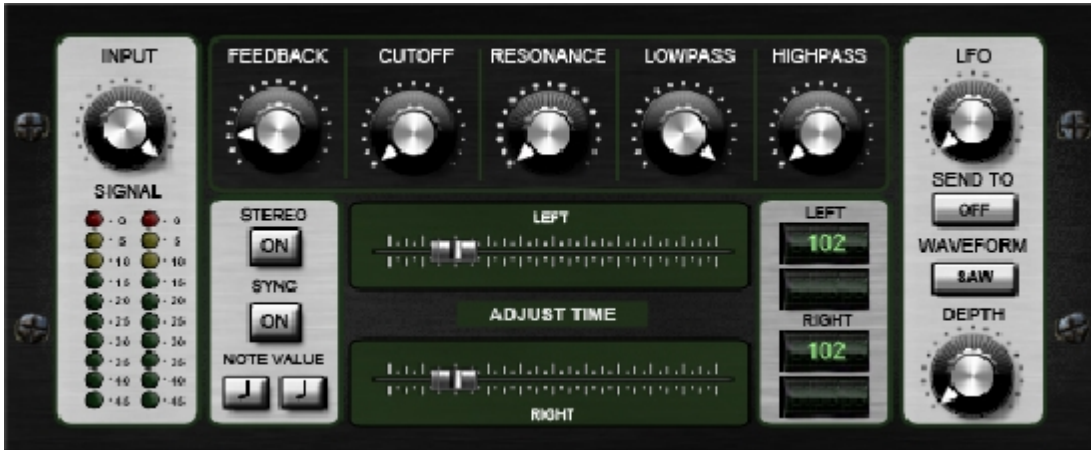 INPUT
FEEDBACK
CUTOFF
RESONANCE
LOWPASS
HIGHPASS
LFO
SIGNAL
- 0 - 0
- 5 - 5
- 10 - 10
- 15 - 15
- 20 - 20
- 25 - 25
- 30 - 30
- 35 - 35
- 40 - 40
- 45 - 45
STEREO
ON
SYNC
ON
NOTE VALUE
LEFT
ADJUST TIME
RIGHT
LEFT
102
RIGHT
102
SEND TO
OFF
WAVEFORM
SAW
DEPTH